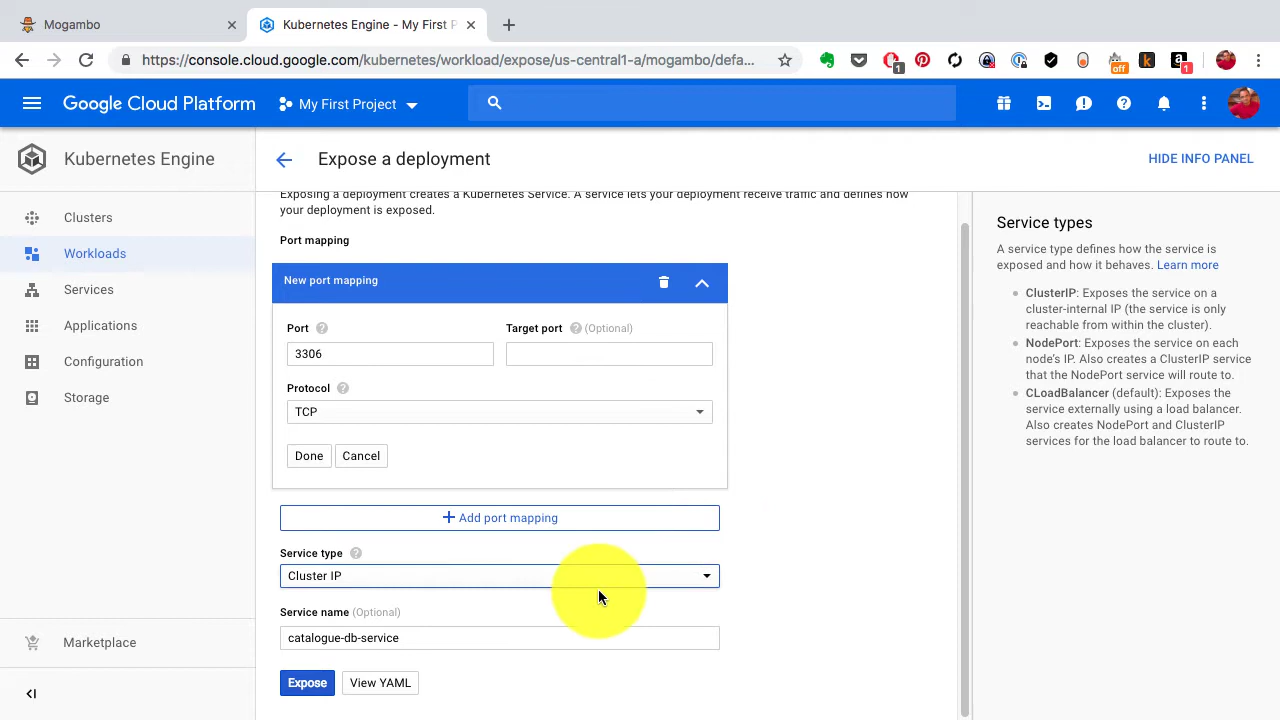 Mogambo
Kubernetes Engine - My First P
https://console.cloud.google.com/kubernetes/workload/expose/us-central1-a/mogambo/defa...
1
off
k
a
1
Google Cloud Platform
My First Project
Kubernetes Engine
Expose a deployment
HIDE INFO PANEL
Clusters
Workloads
Services
Applications
Configuration
Storage
Marketplace
Exposing a deployment creates a Kubernetes Service. A service lets your deployment receive traffic and defines how
your deployment is exposed.
Port mapping
New port mapping
Port
Target port (Optional)
3306
Protocol
TCP
Done
Cancel
Add port mapping
Service type
Cluster IP
Service name (Optional)
catalogue-db-service
Expose
View YAML
Service types
A service type defines how the service is
exposed and how it behaves. Learn more
ClusterIP: Exposes the service on a
cluster-internal IP (the service is only
reachable from within the cluster).
NodePort: Exposes the service on each
node's IP. Also creates a ClusterIP service
that the NodePort service will route to.
CLoadBalancer (default): Exposes the
service externally using a load balancer.
Also creates NodePort and ClusterIP
services for the load balancer to route to.